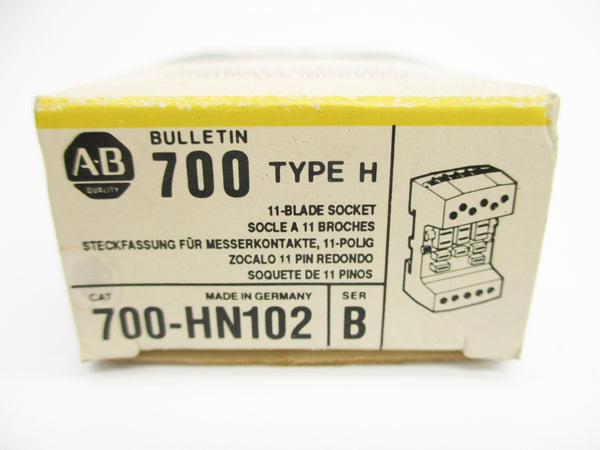 A-B
QUALITY
BULLETIN
700 TYPE H
11-BLADE SOCKET
SOCLE A 11 BROCHES
STECKFASSUNG FÜR MESSERKONTAKTE, 11-POLIG
ZOCALO 11 PIN REDONDO
SOQUETE DE 11 PINOS
CAT MADE IN GERMANY SER
700-HN102 B